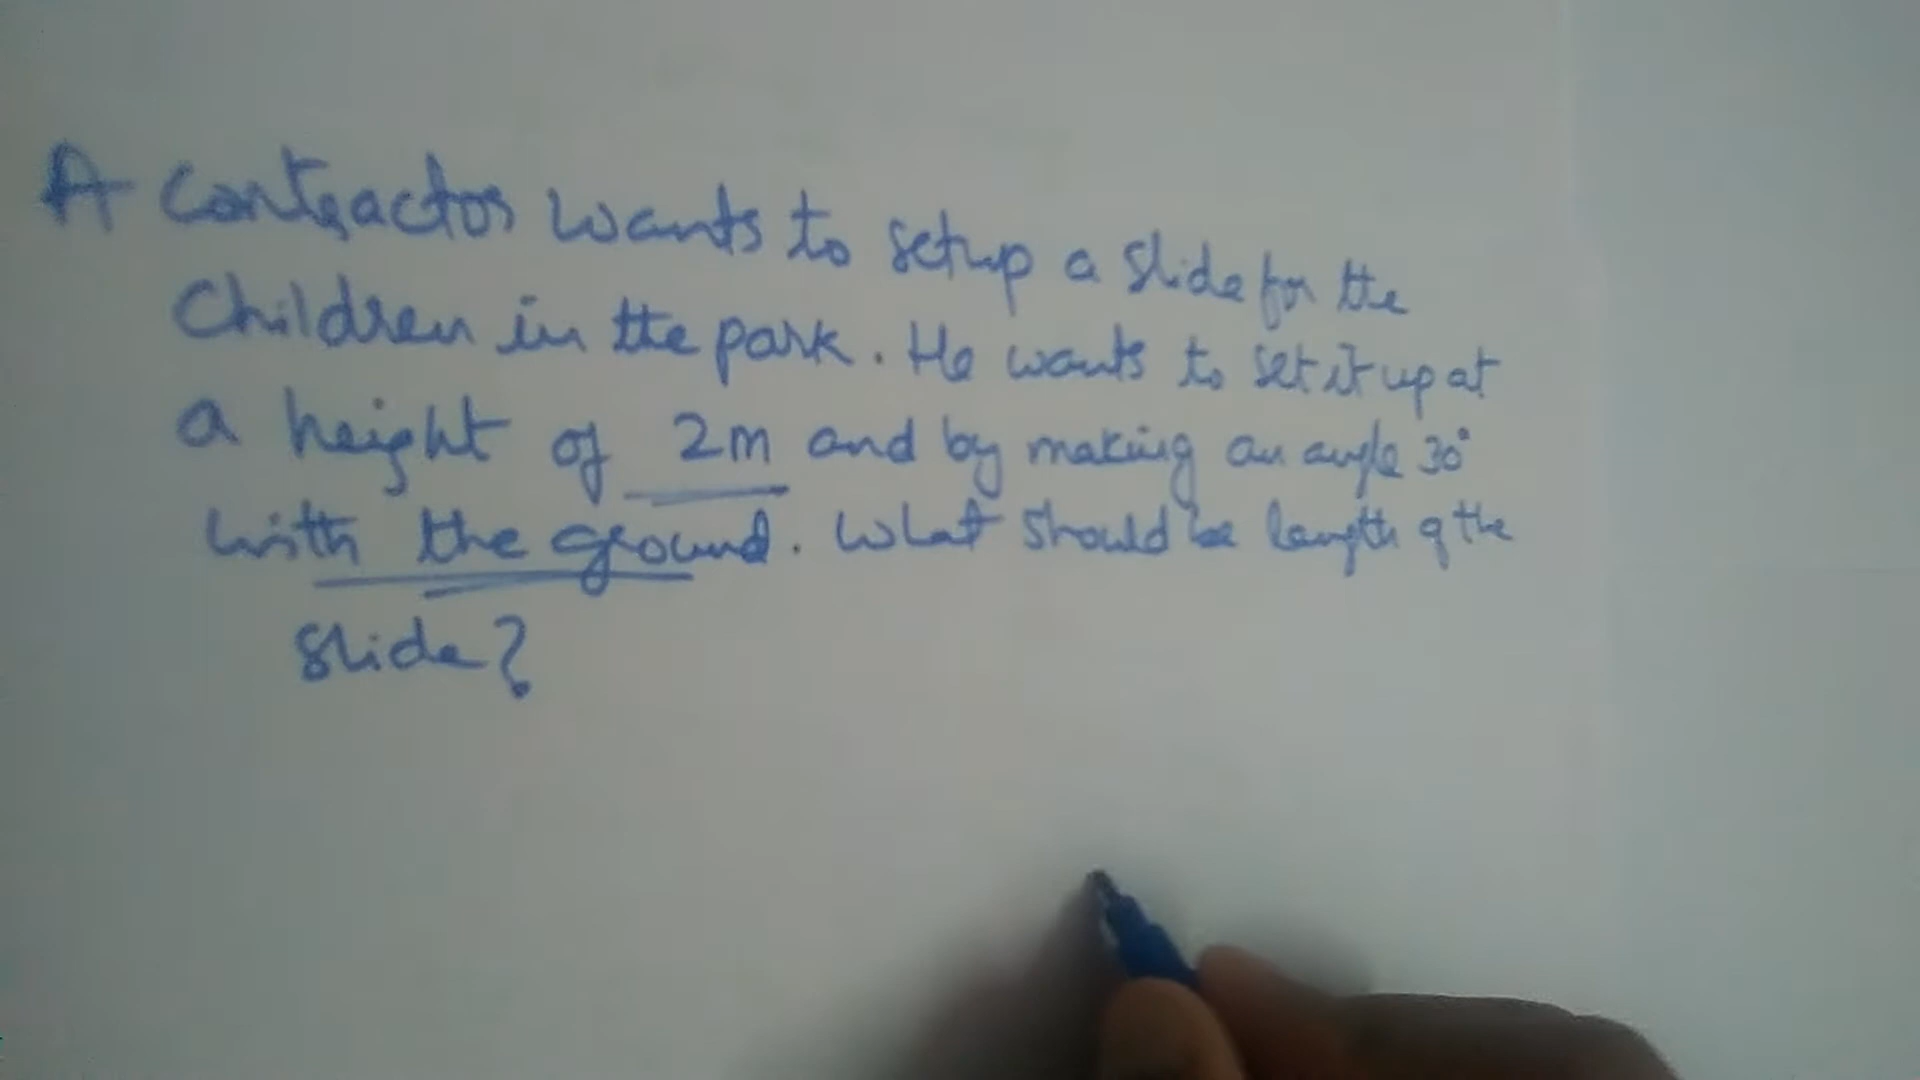 A contractor wants to setup a slide for the
Children in the park. He wants to set it up at
a height of 2m and by making an angle 30°
with the ground. What should be length of the
slide?